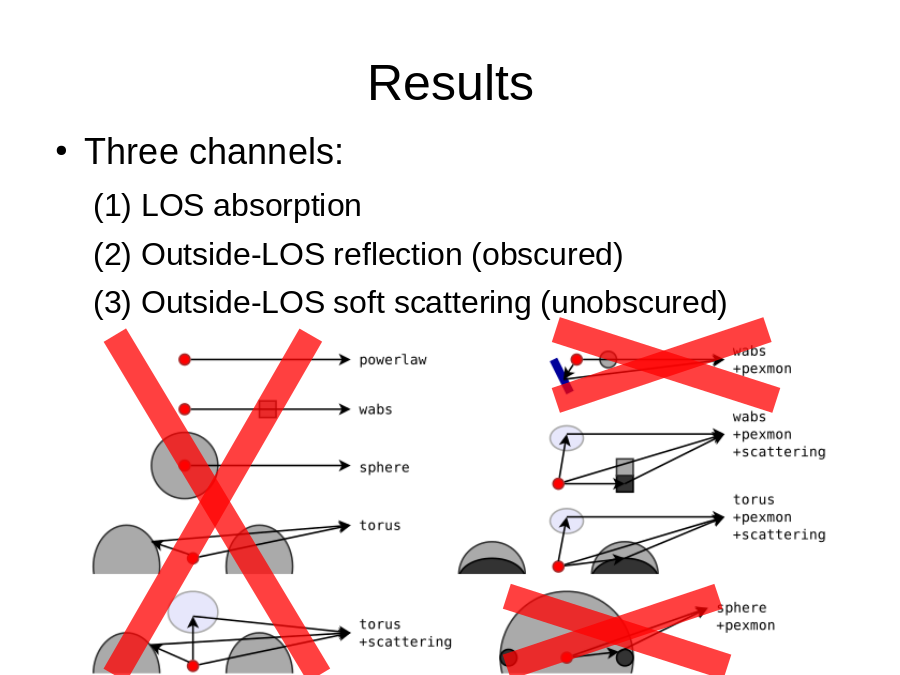 Results
• Three channels:
(1) LOS absorption
(2) Outside-LOS reflection (obscured)
(3) Outside-LOS soft scattering (unobscured)
powerlaw
wabs
sphere
torus
torus
+scattering
wabs
+pexmon
wabs
+pexmon
+scattering
torus
+pexmon
+scattering
sphere
+pexmon